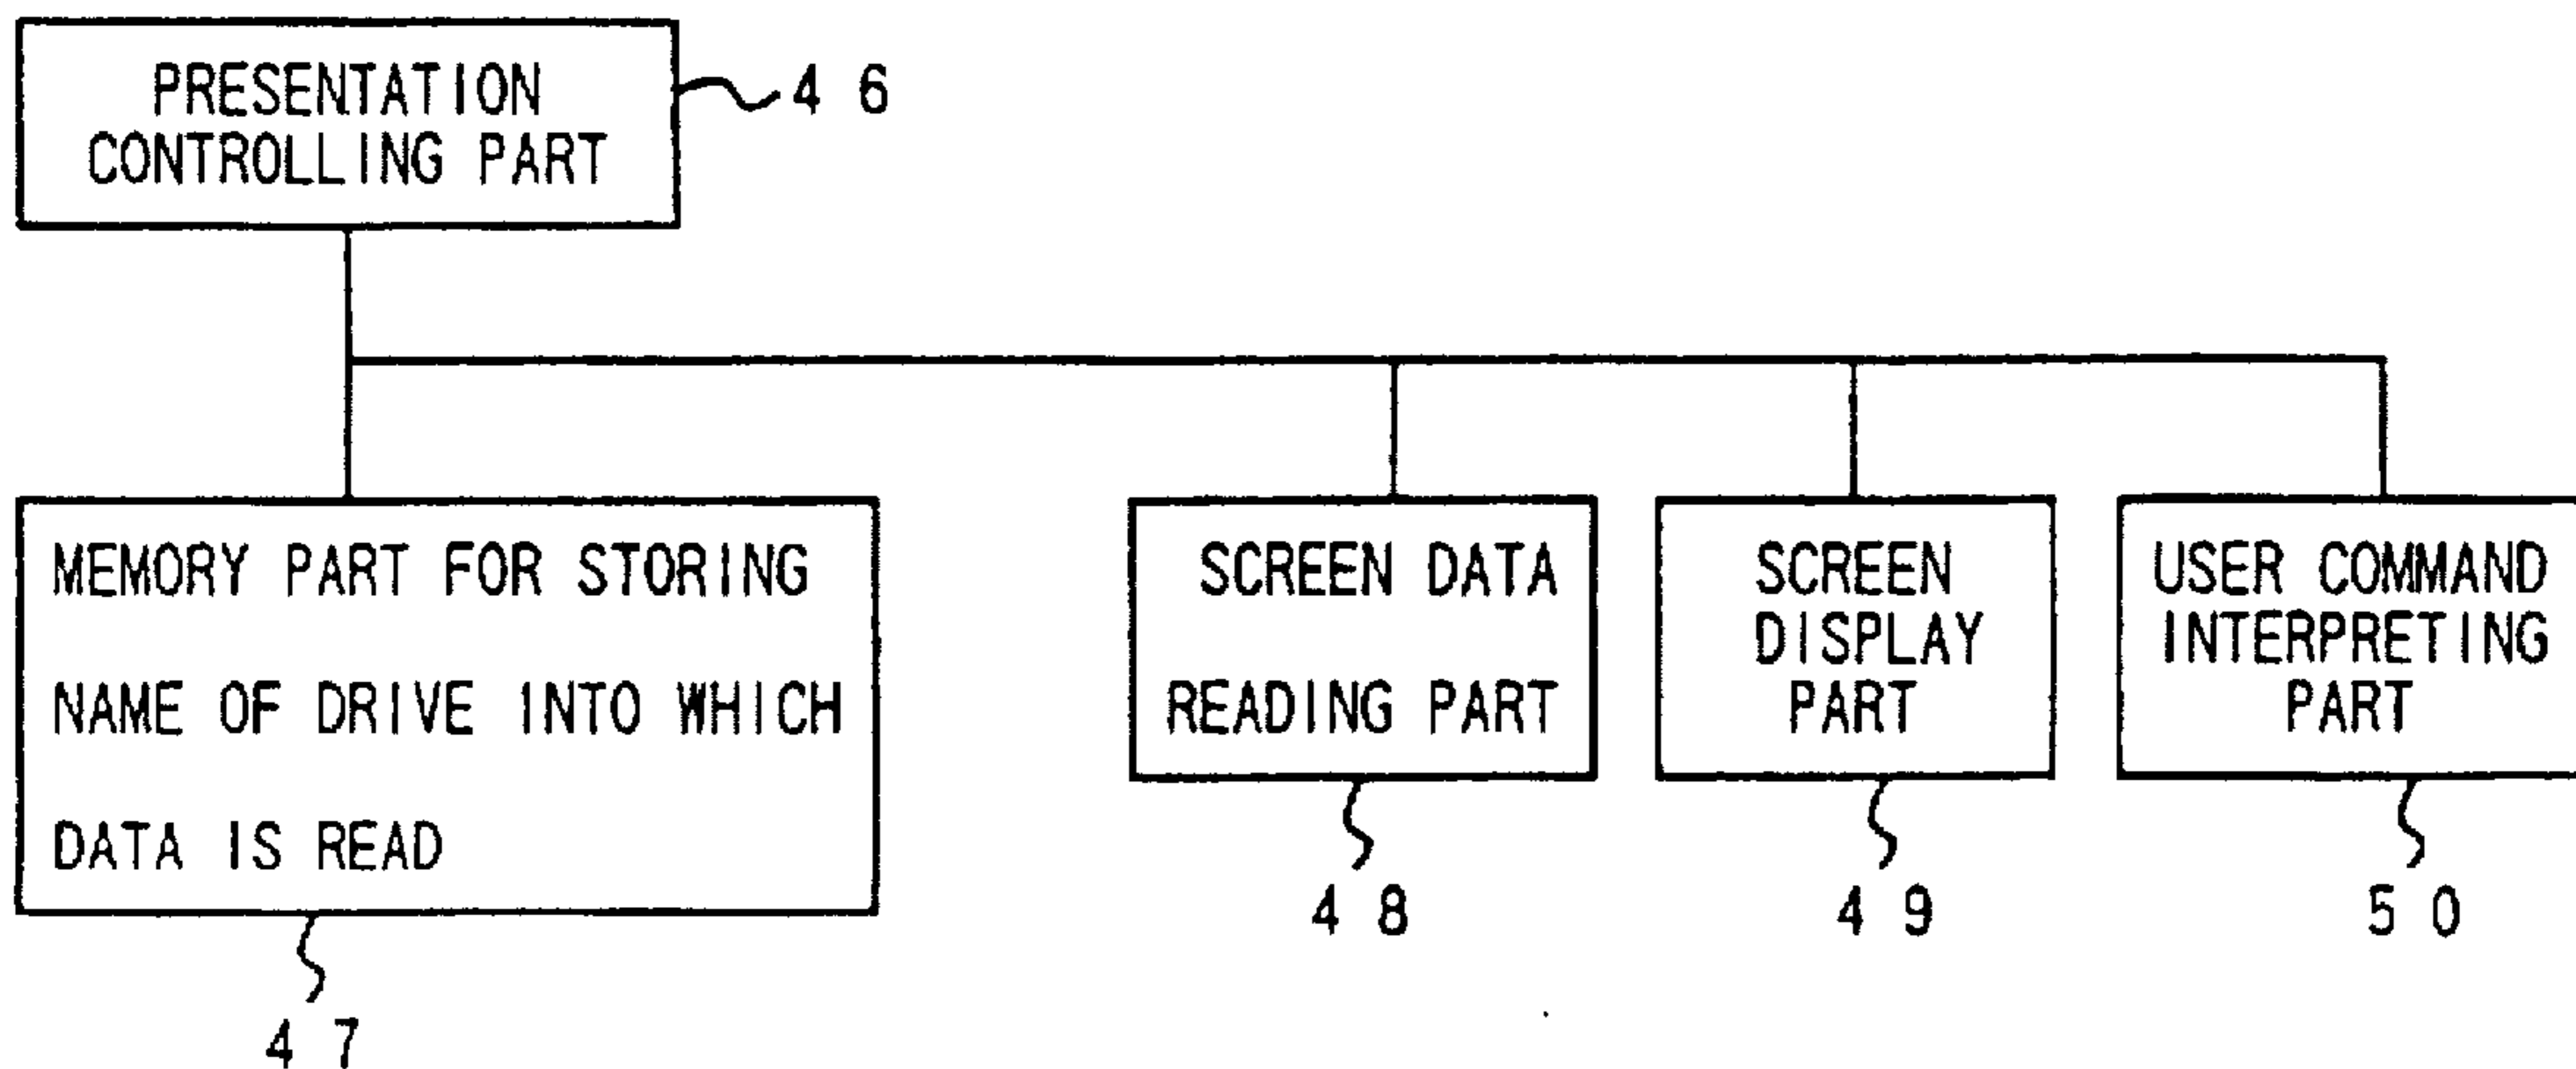 PRESENTATION
CONTROLLING PART
4 6
MEMORY PART FOR STORING
NAME OF DRIVE INTO WHICH
DATA IS READ
4 7
SCREEN DATA
READING PART
4 8
SCREEN
DISPLAY
PART
4 9
USER COMMAND
INTERPRETING
PART
5 0